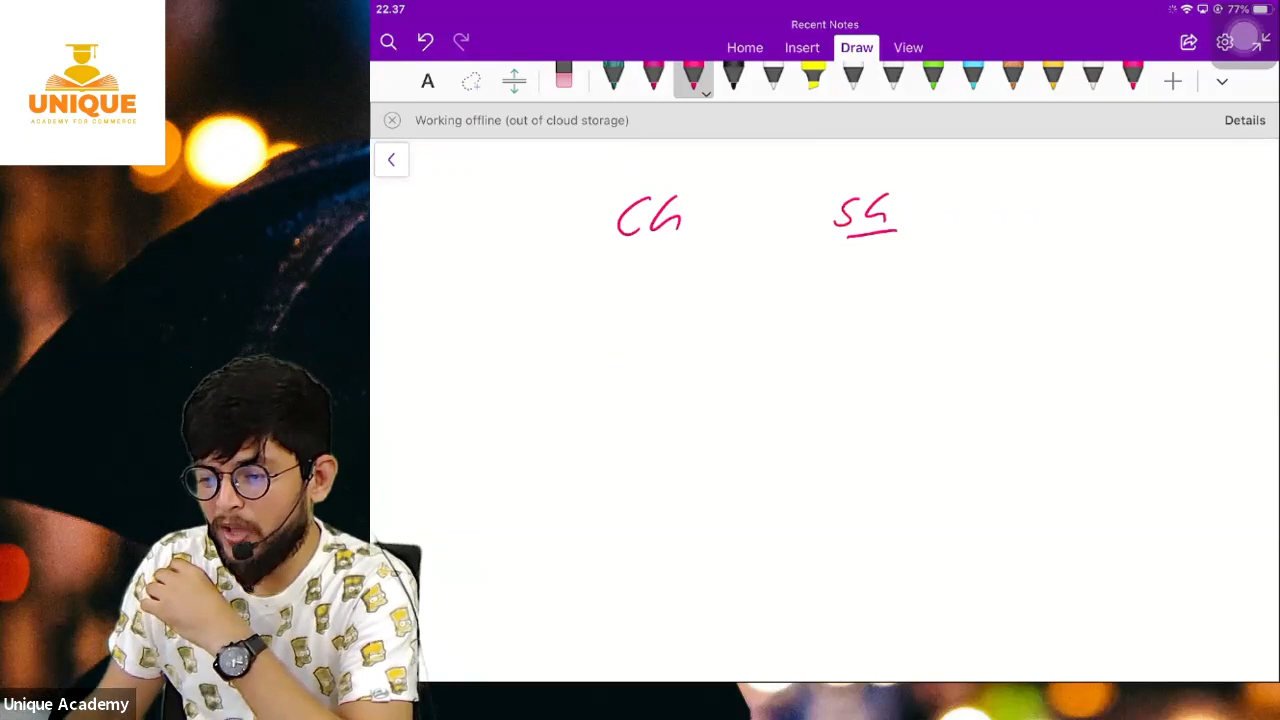 22.37
77%
Recent Notes
Home Insert Draw View
A
Working offline (out of cloud storage) Details
UNIQUE
ACADEMY FOR COMMERCE
CG SG
Unique Academy